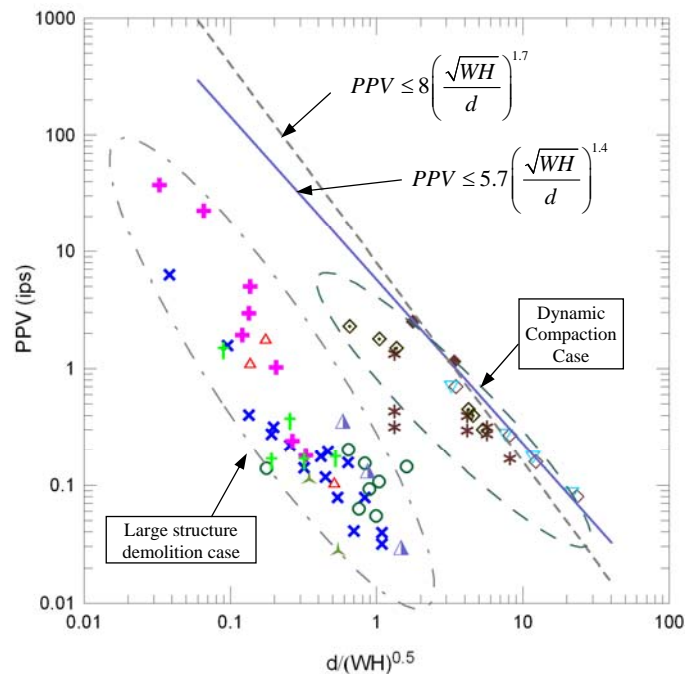 1000
100
10
1
0.1
0.01
PPV (ips)
PPV ≤ 8(√WH / d)^1.7
PPV ≤ 5.7(√WH / d)^1.4
Dynamic
Compaction
Case
Large structure
demolition case
0.01 0.1 1 10 100
d/(WH)^0.5